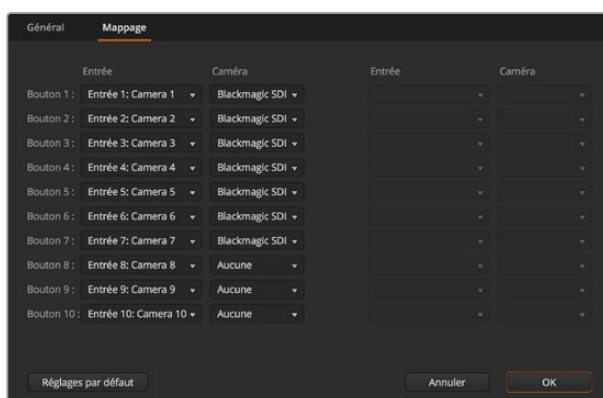 Général Mappage
Entrée Caméra Entrée Caméra
Bouton 1 : Entrée 1: Camera 1 Blackmagic SDI
Bouton 2 : Entrée 2: Camera 2 Blackmagic SDI
Bouton 3 : Entrée 3: Camera 3 Blackmagic SDI
Bouton 4 : Entrée 4: Camera 4 Blackmagic SDI
Bouton 5 : Entrée 5: Camera 5 Blackmagic SDI
Bouton 6 : Entrée 6: Camera 6 Blackmagic SDI
Bouton 7 : Entrée 7: Camera 7 Blackmagic SDI
Bouton 8 : Entrée 8: Camera 8 Aucune
Bouton 9 : Entrée 9: Camera 9 Aucune
Bouton 10 : Entrée 10: Camera 10 Aucune
Réglages par défaut Annuler OK